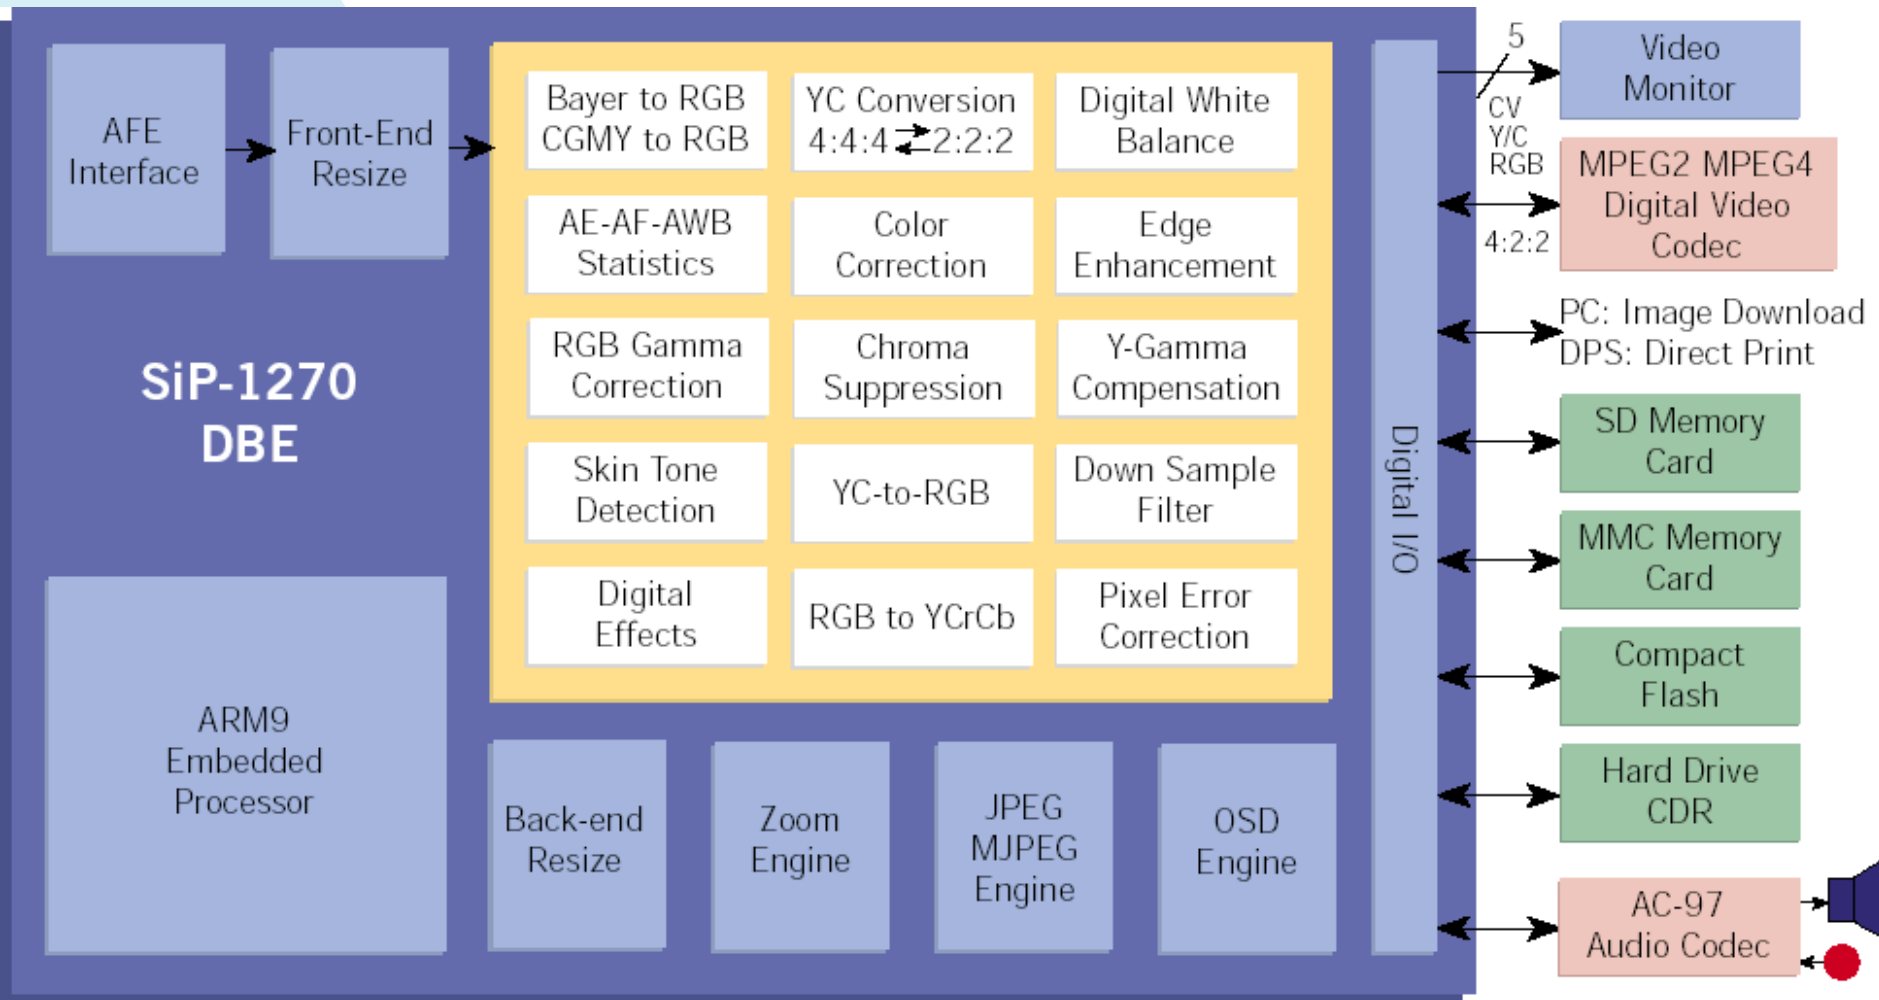 AFE
Interface
Front-End
Resize
SiP-1270
DBE
ARM9
Embedded
Processor
Bayer to RGB
CGMY to RGB
YC Conversion
4:4:4 2:2:2
Digital White
Balance
AE-AF-AWB
Statistics
Color
Correction
Edge
Enhancement
RGB Gamma
Correction
Chroma
Suppression
Y-Gamma
Compensation
Skin Tone
Detection
YC-to-RGB
Down Sample
Filter
Digital
Effects
RGB to YCrCb
Pixel Error
Correction
Back-end
Resize
Zoom
Engine
JPEG
MJPEG
Engine
OSD
Engine
Digital I/O
5
CV
Y/C
RGB
4:2:2
Video
Monitor
MPEG2 MPEG4
Digital Video
Codec
PC: Image Download
DPS: Direct Print
SD Memory
Card
MMC Memory
Card
Compact
Flash
Hard Drive
CDR
AC-97
Audio Codec